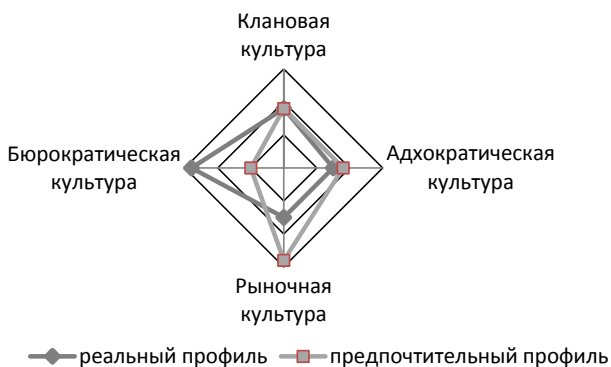 Клановая
культура
Бюрократическая
культура
Адхократическая
культура
Рыночная
культура
реальный профиль
предпочтительный профиль